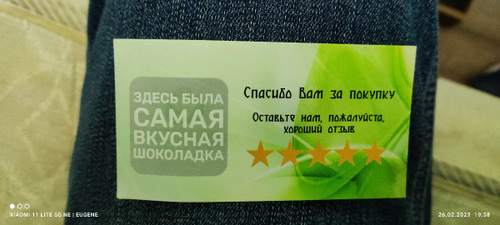 ЗДЕСЬ БЫЛА
САМАЯ
ВКУСНАЯ
ШОКОЛАДКА
Спасибо Вам за покупку
Оставьте нам, пожалуйста,
хороший отзыв
XIAOMI 11 LITE 5G NE | EUGENE
26.02.2023 19:58